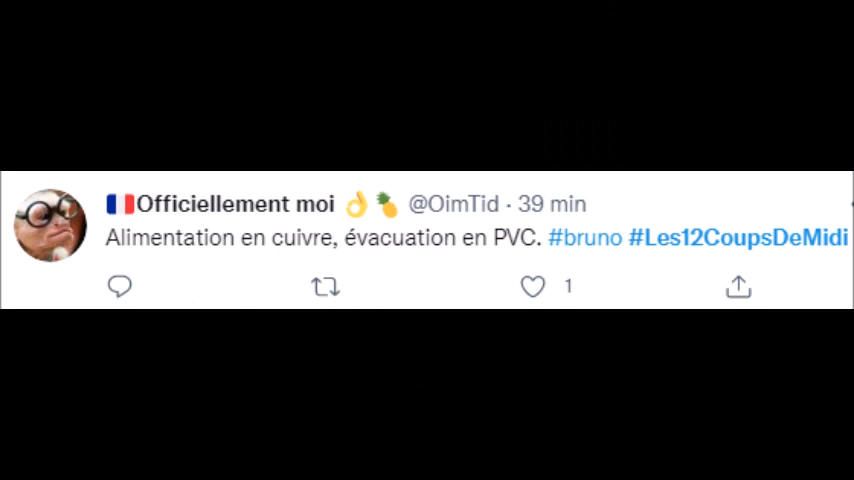 🇫🇷Officiellement moi 👌🍍 @OimTid · 39 min
Alimentation en cuivre, évacuation en PVC. #bruno #Les12CoupsDeMidi
1